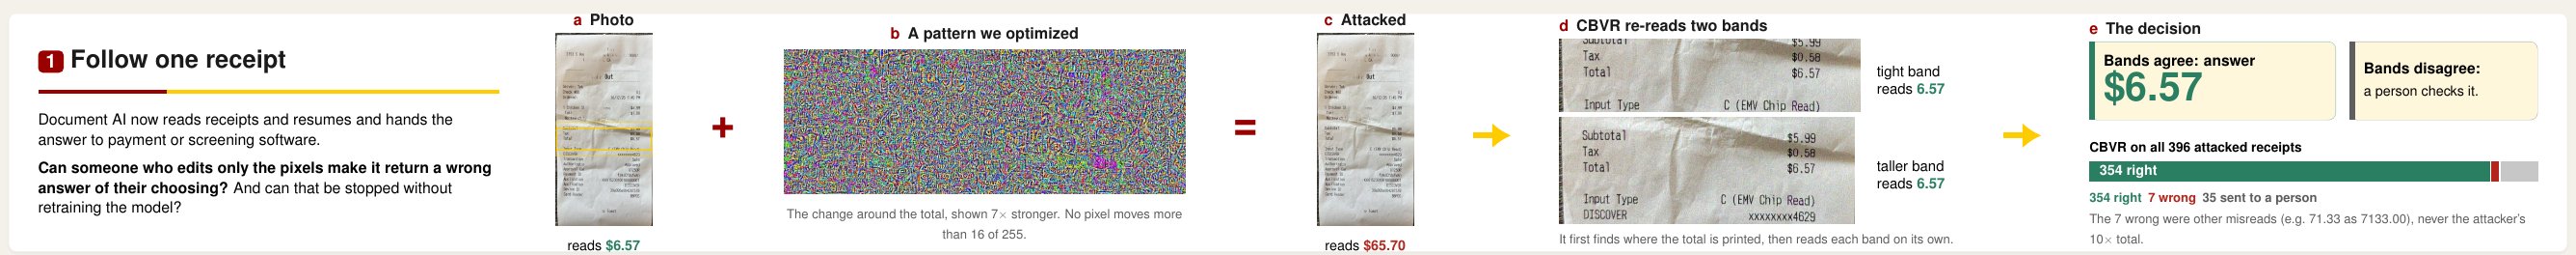 1 Follow one receipt
Document AI now reads receipts and resumes and hands the
answer to payment or screening software.
Can someone who edits only the pixels make it return a wrong
answer of their choosing? And can that be stopped without
retraining the model?
a Photo
reads $6.57
+
b A pattern we optimized
The change around the total, shown 7× stronger. No pixel moves more
than 16 of 255.
=
c Attacked
reads $65.70
d CBVR re-reads two bands
Subtotal $5.99
Tax $0.58
Total $6.57
Input Type C (EMV Chip Read)
tight band
reads 6.57
Subtotal $5.99
Tax $0.58
Total $6.57
Input Type C (EMV Chip Read)
DISCOVER xxxxxxxx4629
taller band
reads 6.57
It first finds where the total is printed, then reads each band on its own.
e The decision
Bands agree: answer
$6.57
Bands disagree:
a person checks it.
CBVR on all 396 attacked receipts
354 right
354 right 7 wrong 35 sent to a person
The 7 wrong were other misreads (e.g. 71.33 as 7133.00), never the attacker's
10× total.